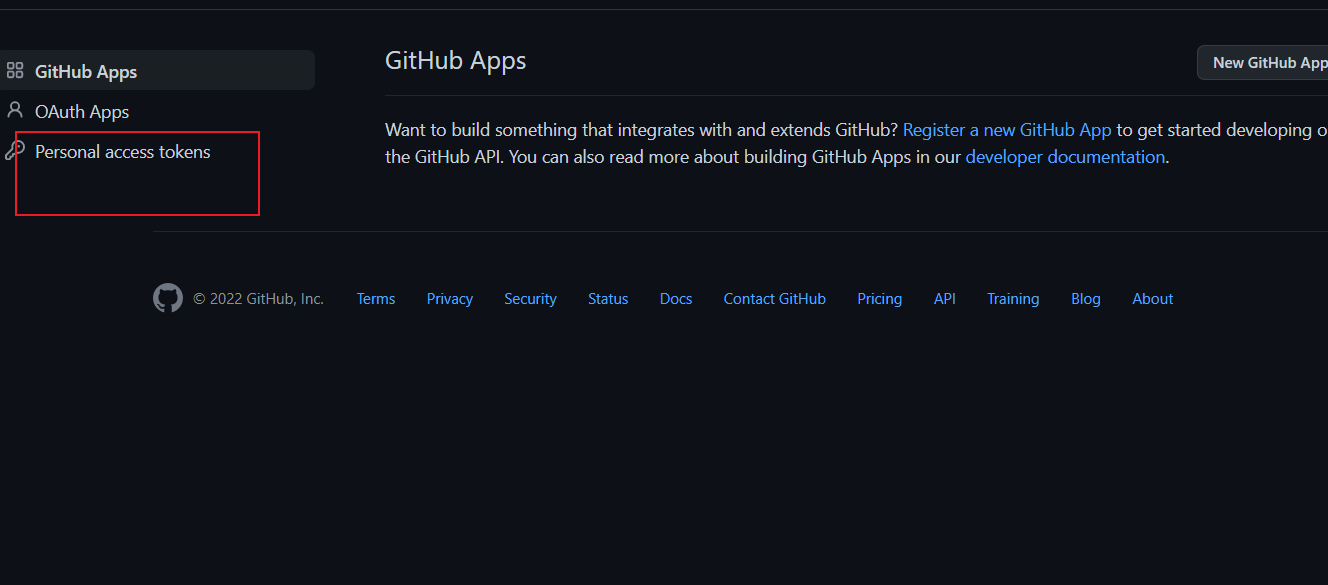 GitHub Apps
OAuth Apps
Personal access tokens
GitHub Apps
New GitHub App
Want to build something that integrates with and extends GitHub? Register a new GitHub App to get started developing o
the GitHub API. You can also read more about building GitHub Apps in our developer documentation.
© 2022 GitHub, Inc. Terms Privacy Security Status Docs Contact GitHub Pricing API Training Blog About